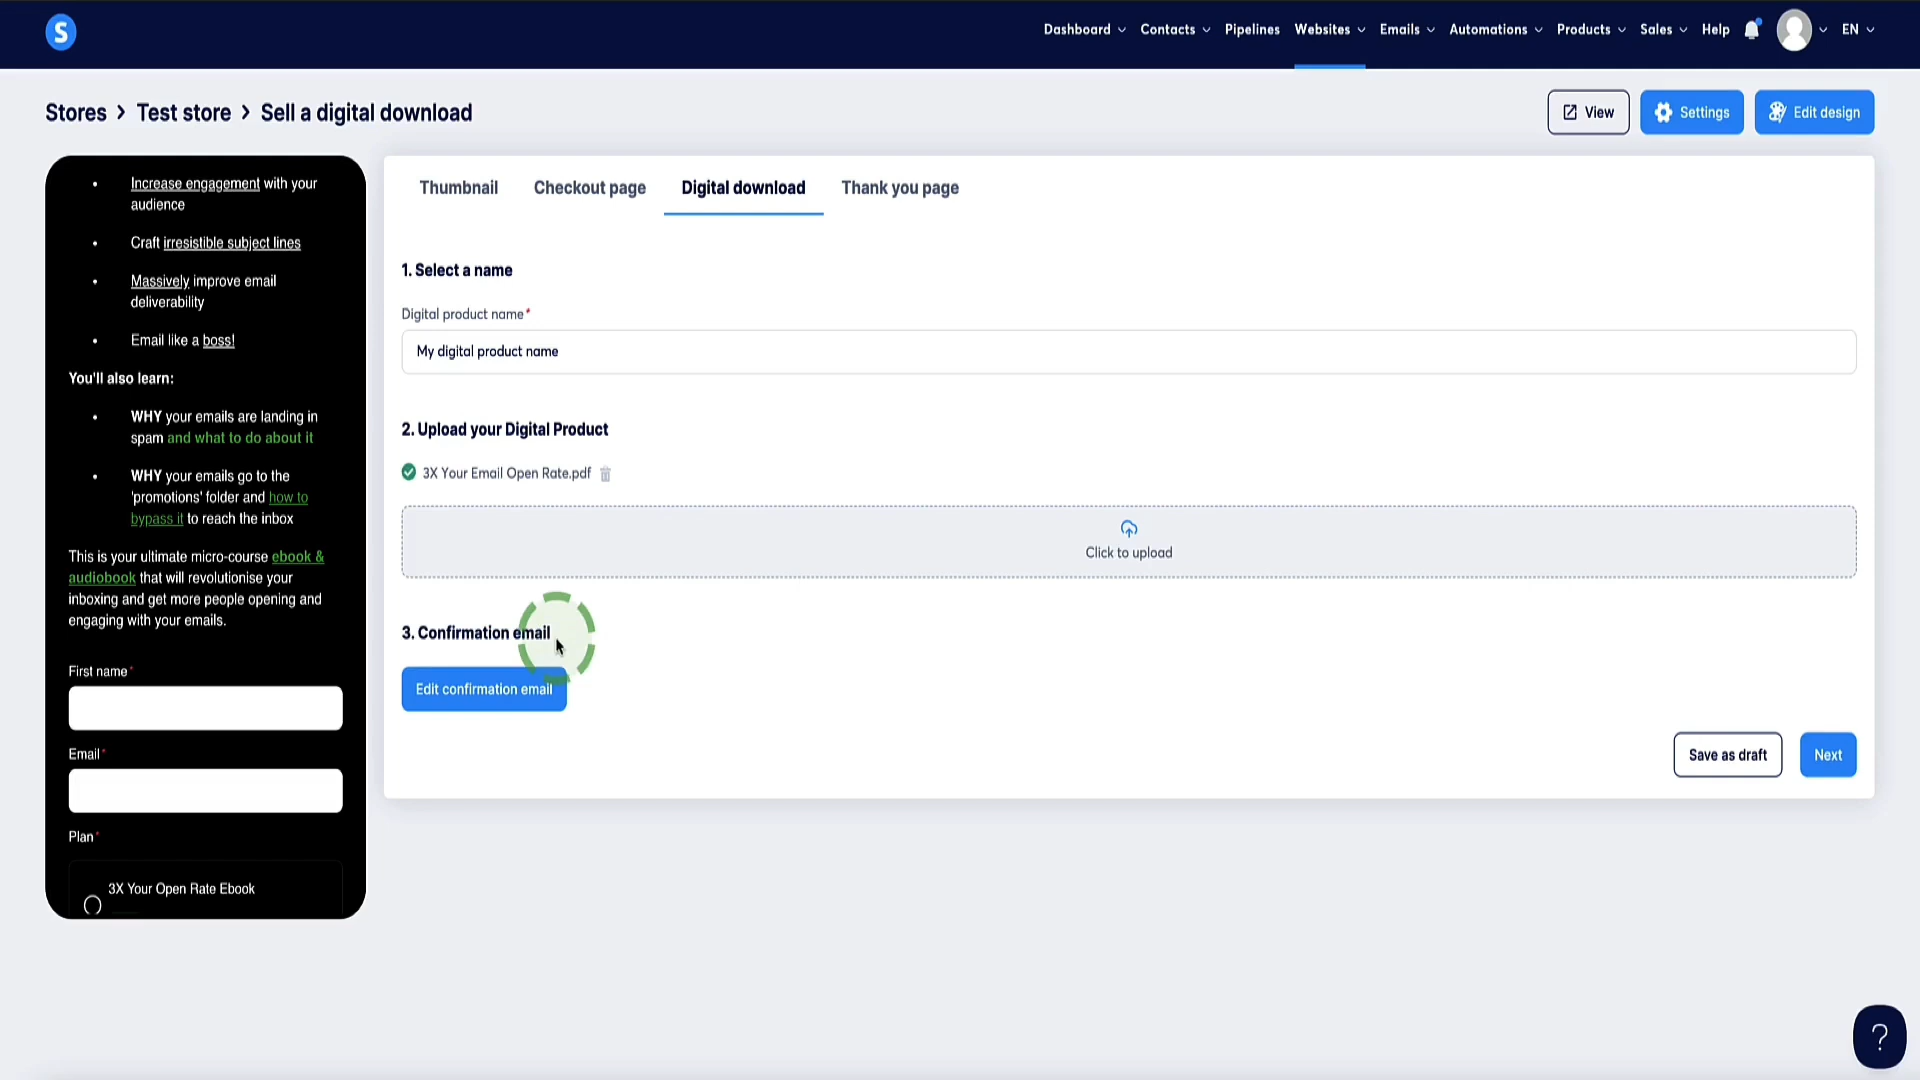 S
Dashboard
Contacts
Pipelines
Websites
Emails
Automations
Products
Sales
Help
EN
Stores > Test store > Sell a digital download
View
Settings
Edit design
Increase engagement with your
audience
Craft irresistible subject lines
Massively improve email
deliverability
Email like a boss!
You'll also learn:
WHY your emails are landing in
spam and what to do about it
WHY your emails go to the
'promotions' folder and how to
bypass it to reach the inbox
This is your ultimate micro-course ebook &
audiobook that will revolutionise your
inboxing and get more people opening and
engaging with your emails.
First name*
Email*
Plan*
3X Your Open Rate Ebook
Thumbnail
Checkout page
Digital download
Thank you page
1. Select a name
Digital product name*
My digital product name
2. Upload your Digital Product
3X Your Email Open Rate.pdf
Click to upload
3. Confirmation email
Edit confirmation email
Save as draft
Next
?